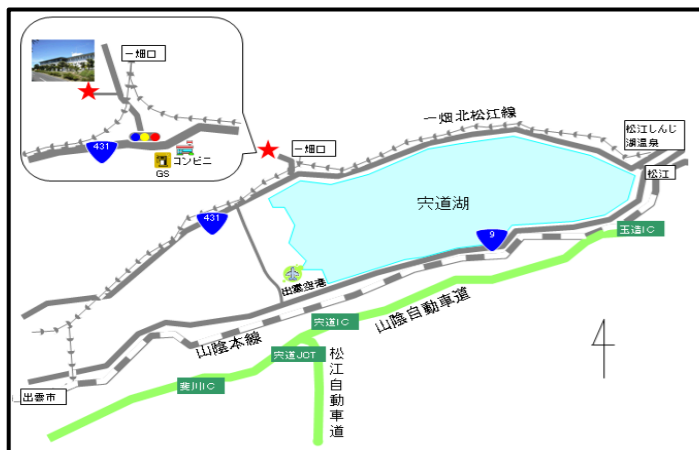 一畑口
431
コンビニ
GS
一畑口
一畑北松江線
松江しんじ
湖温泉
松江
宍道湖
431
9
玉造IC
出雲空港
宍道IC
山陰自動車道
山陰本線
宍道JCT
松江自動車道
斐川IC
出雲市